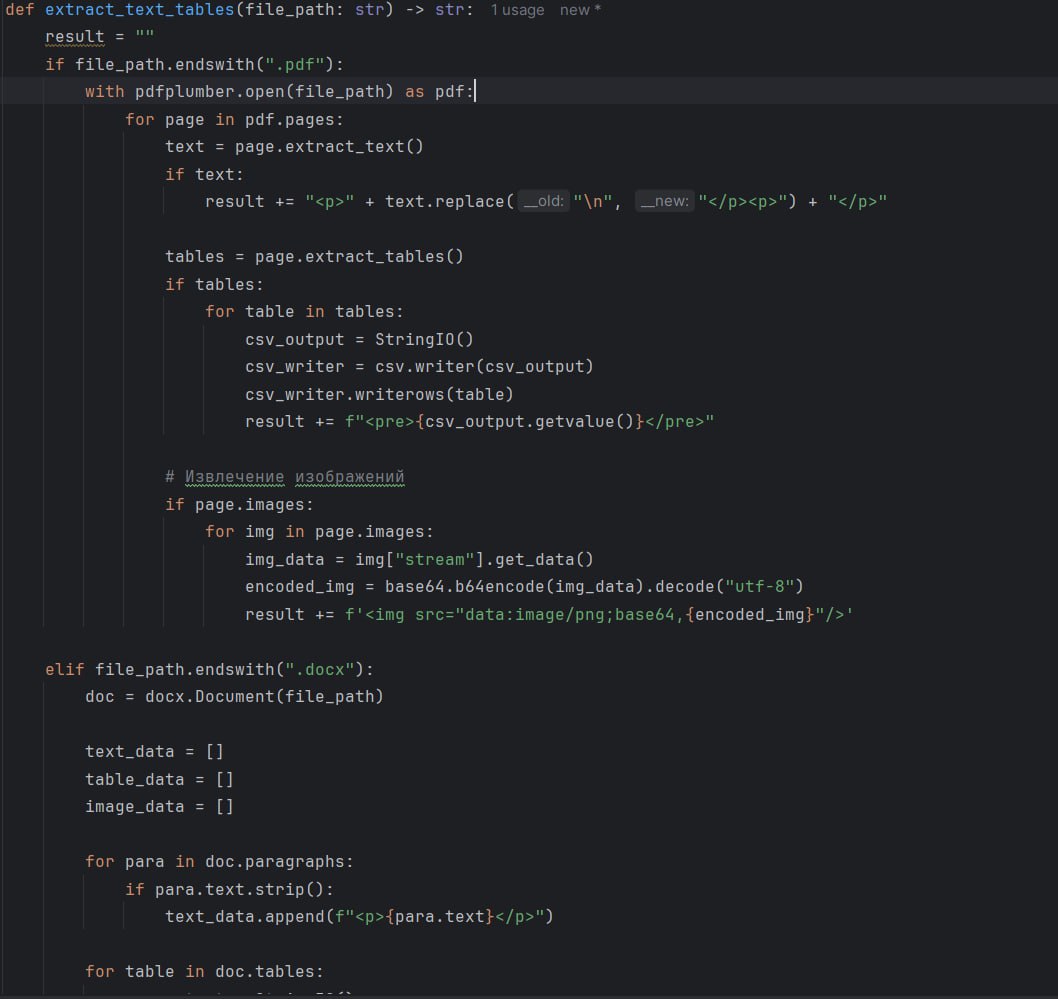 def extract_text_tables(file_path: str) -> str: 1 usage new *
result = ""
if file_path.endswith(".pdf"):
with pdfplumber.open(file_path) as pdf:
for page in pdf.pages:
text = page.extract_text()
if text:
result += "<p>" + text.replace( __old: "\n", __new: "</p><p>") + "</p>"
tables = page.extract_tables()
if tables:
for table in tables:
csv_output = StringIO()
csv_writer = csv.writer(csv_output)
csv_writer.writerows(table)
result += f"<pre>{csv_output.getvalue()}</pre>"
# Извлечение изображений
if page.images:
for img in page.images:
img_data = img["stream"].get_data()
encoded_img = base64.b64encode(img_data).decode("utf-8")
result += f'<img src="data:image/png;base64,{encoded_img}"/>'
elif file_path.endswith(".docx"):
doc = docx.Document(file_path)
text_data = []
table_data = []
image_data = []
for para in doc.paragraphs:
if para.text.strip():
text_data.append(f"<p>{para.text}</p>")
for table in doc.tables: